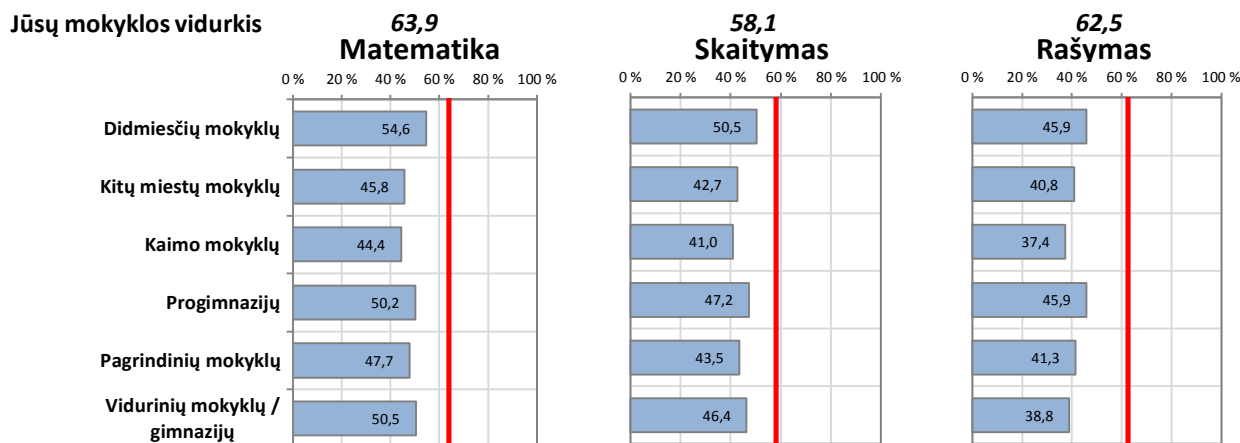 Jūsų mokyklos vidurkis 63,9 58,1 62,5
Matematika Skaitymas Rašymas
0 % 20 % 40 % 60 % 80 % 100 % 0 % 20 % 40 % 60 % 80 % 100 % 0 % 20 % 40 % 60 % 80 % 100 %
Didmiesčių mokyklų 54,6 50,5 45,9
Kitų miestų mokyklų 45,8 42,7 40,8
Kaimo mokyklų 44,4 41,0 37,4
Progimnazijų 50,2 47,2 45,9
Pagrindinių mokyklų 47,7 43,5 41,3
Vidurinių mokyklų /
gimnazijų 50,5 46,4 38,8